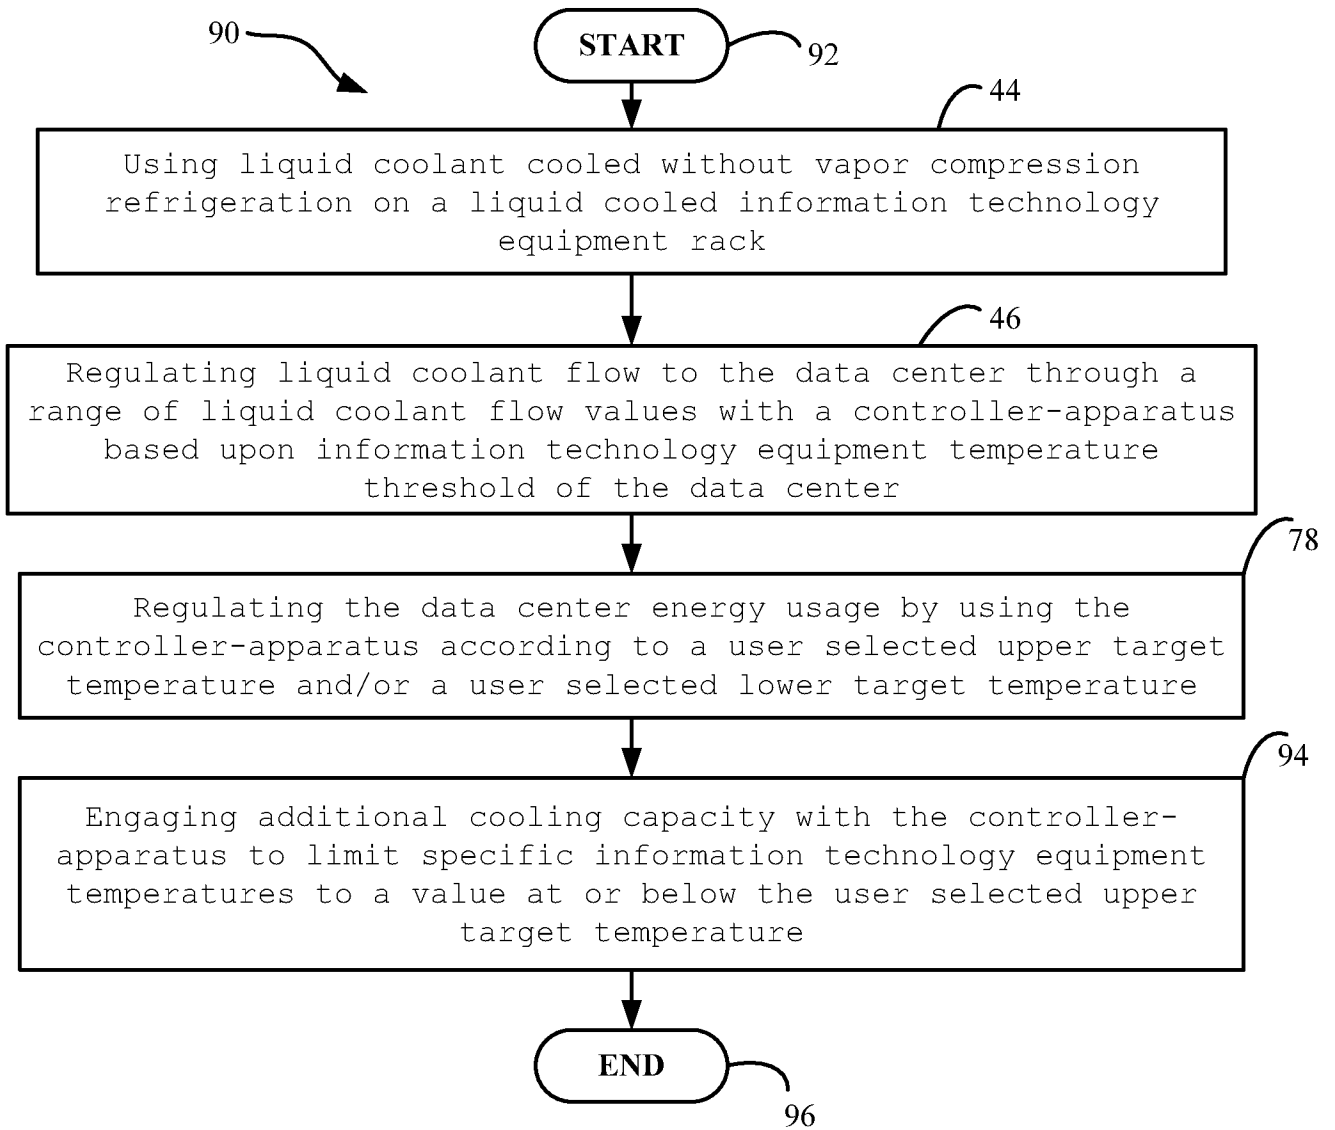 90
START
92
44
Using liquid coolant cooled without vapor compression
refrigeration on a liquid cooled information technology
equipment rack
46
Regulating liquid coolant flow to the data center through a
range of liquid coolant flow values with a controller-apparatus
based upon information technology equipment temperature
threshold of the data center
78
Regulating the data center energy usage by using the
controller-apparatus according to a user selected upper target
temperature and/or a user selected lower target temperature
94
Engaging additional cooling capacity with the controller-
apparatus to limit specific information technology equipment
temperatures to a value at or below the user selected upper
target temperature
END
96